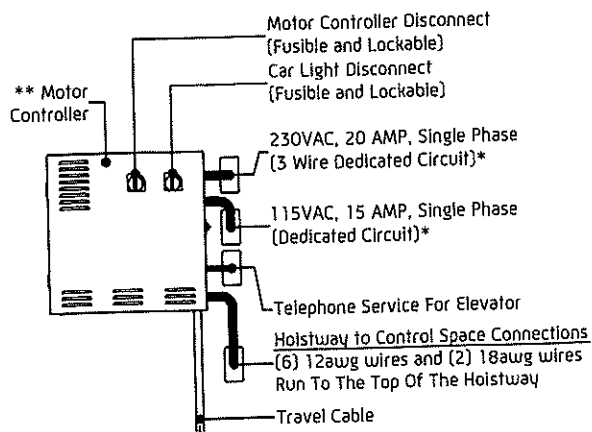 Motor Controller Disconnect
(Fusible and Lockable)
Car Light Disconnect
(Fusible and Lockable)
** Motor
Controller
230VAC, 20 AMP, Single Phase
(3 Wire Dedicated Circuit)*
115VAC, 15 AMP, Single Phase
(Dedicated Circuit)*
Telephone Service For Elevator
Hoistway to Control Space Connections
(6) 12awg wires and (2) 18awg wires
Run To The Top Of The Hoistway
Travel Cable